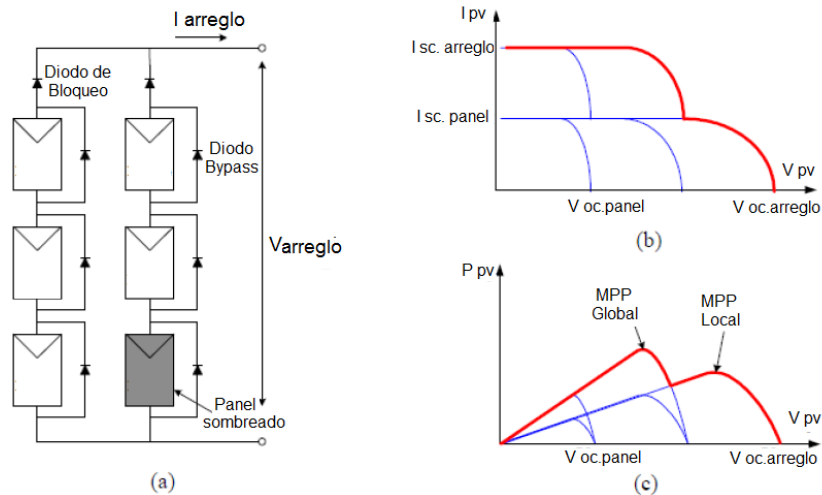 I arreglo
Diodo de
Bloqueo
Diodo
Bypass
Varreglo
Panel
sombreado
(a)
I pv
I sc. arreglo
I sc. panel
V pv
V oc.panel
V oc.arreglo
(b)
P pv
MPP
Global
MPP
Local
V pv
V oc.panel
V oc.arreglo
(c)